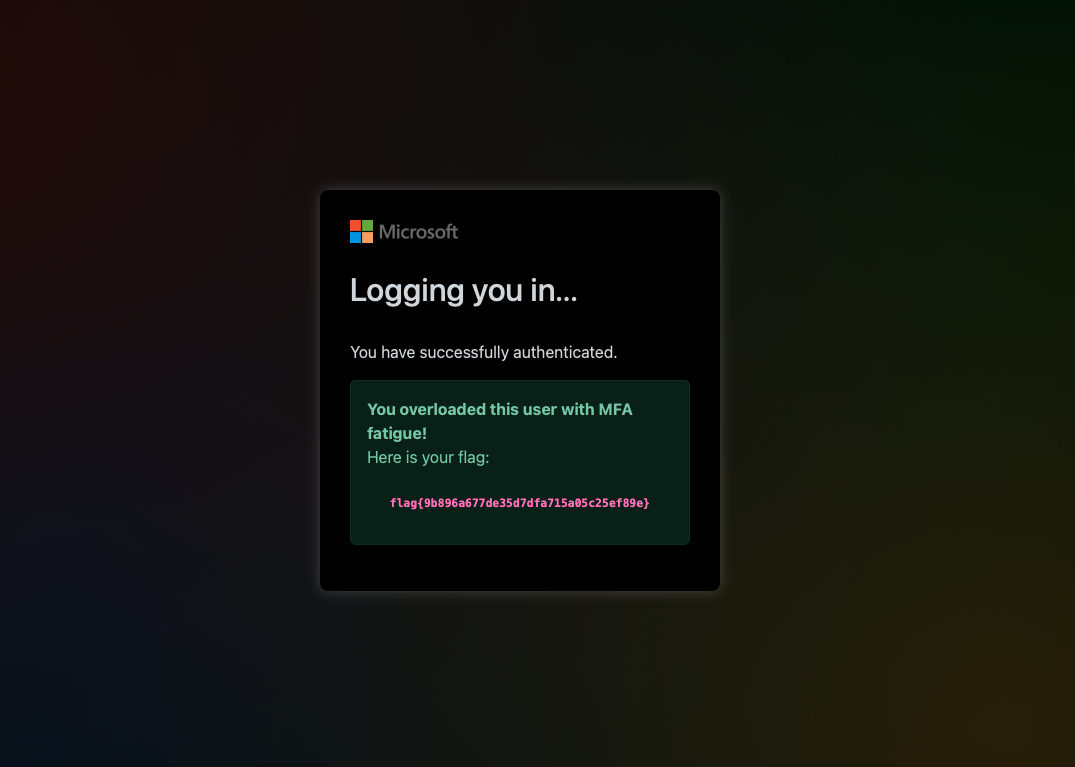 Microsoft
Logging you in...
You have successfully authenticated.
You overloaded this user with MFA
fatigue!
Here is your flag:
flag{9b896a677de35d7dfa715a05c25ef89e}